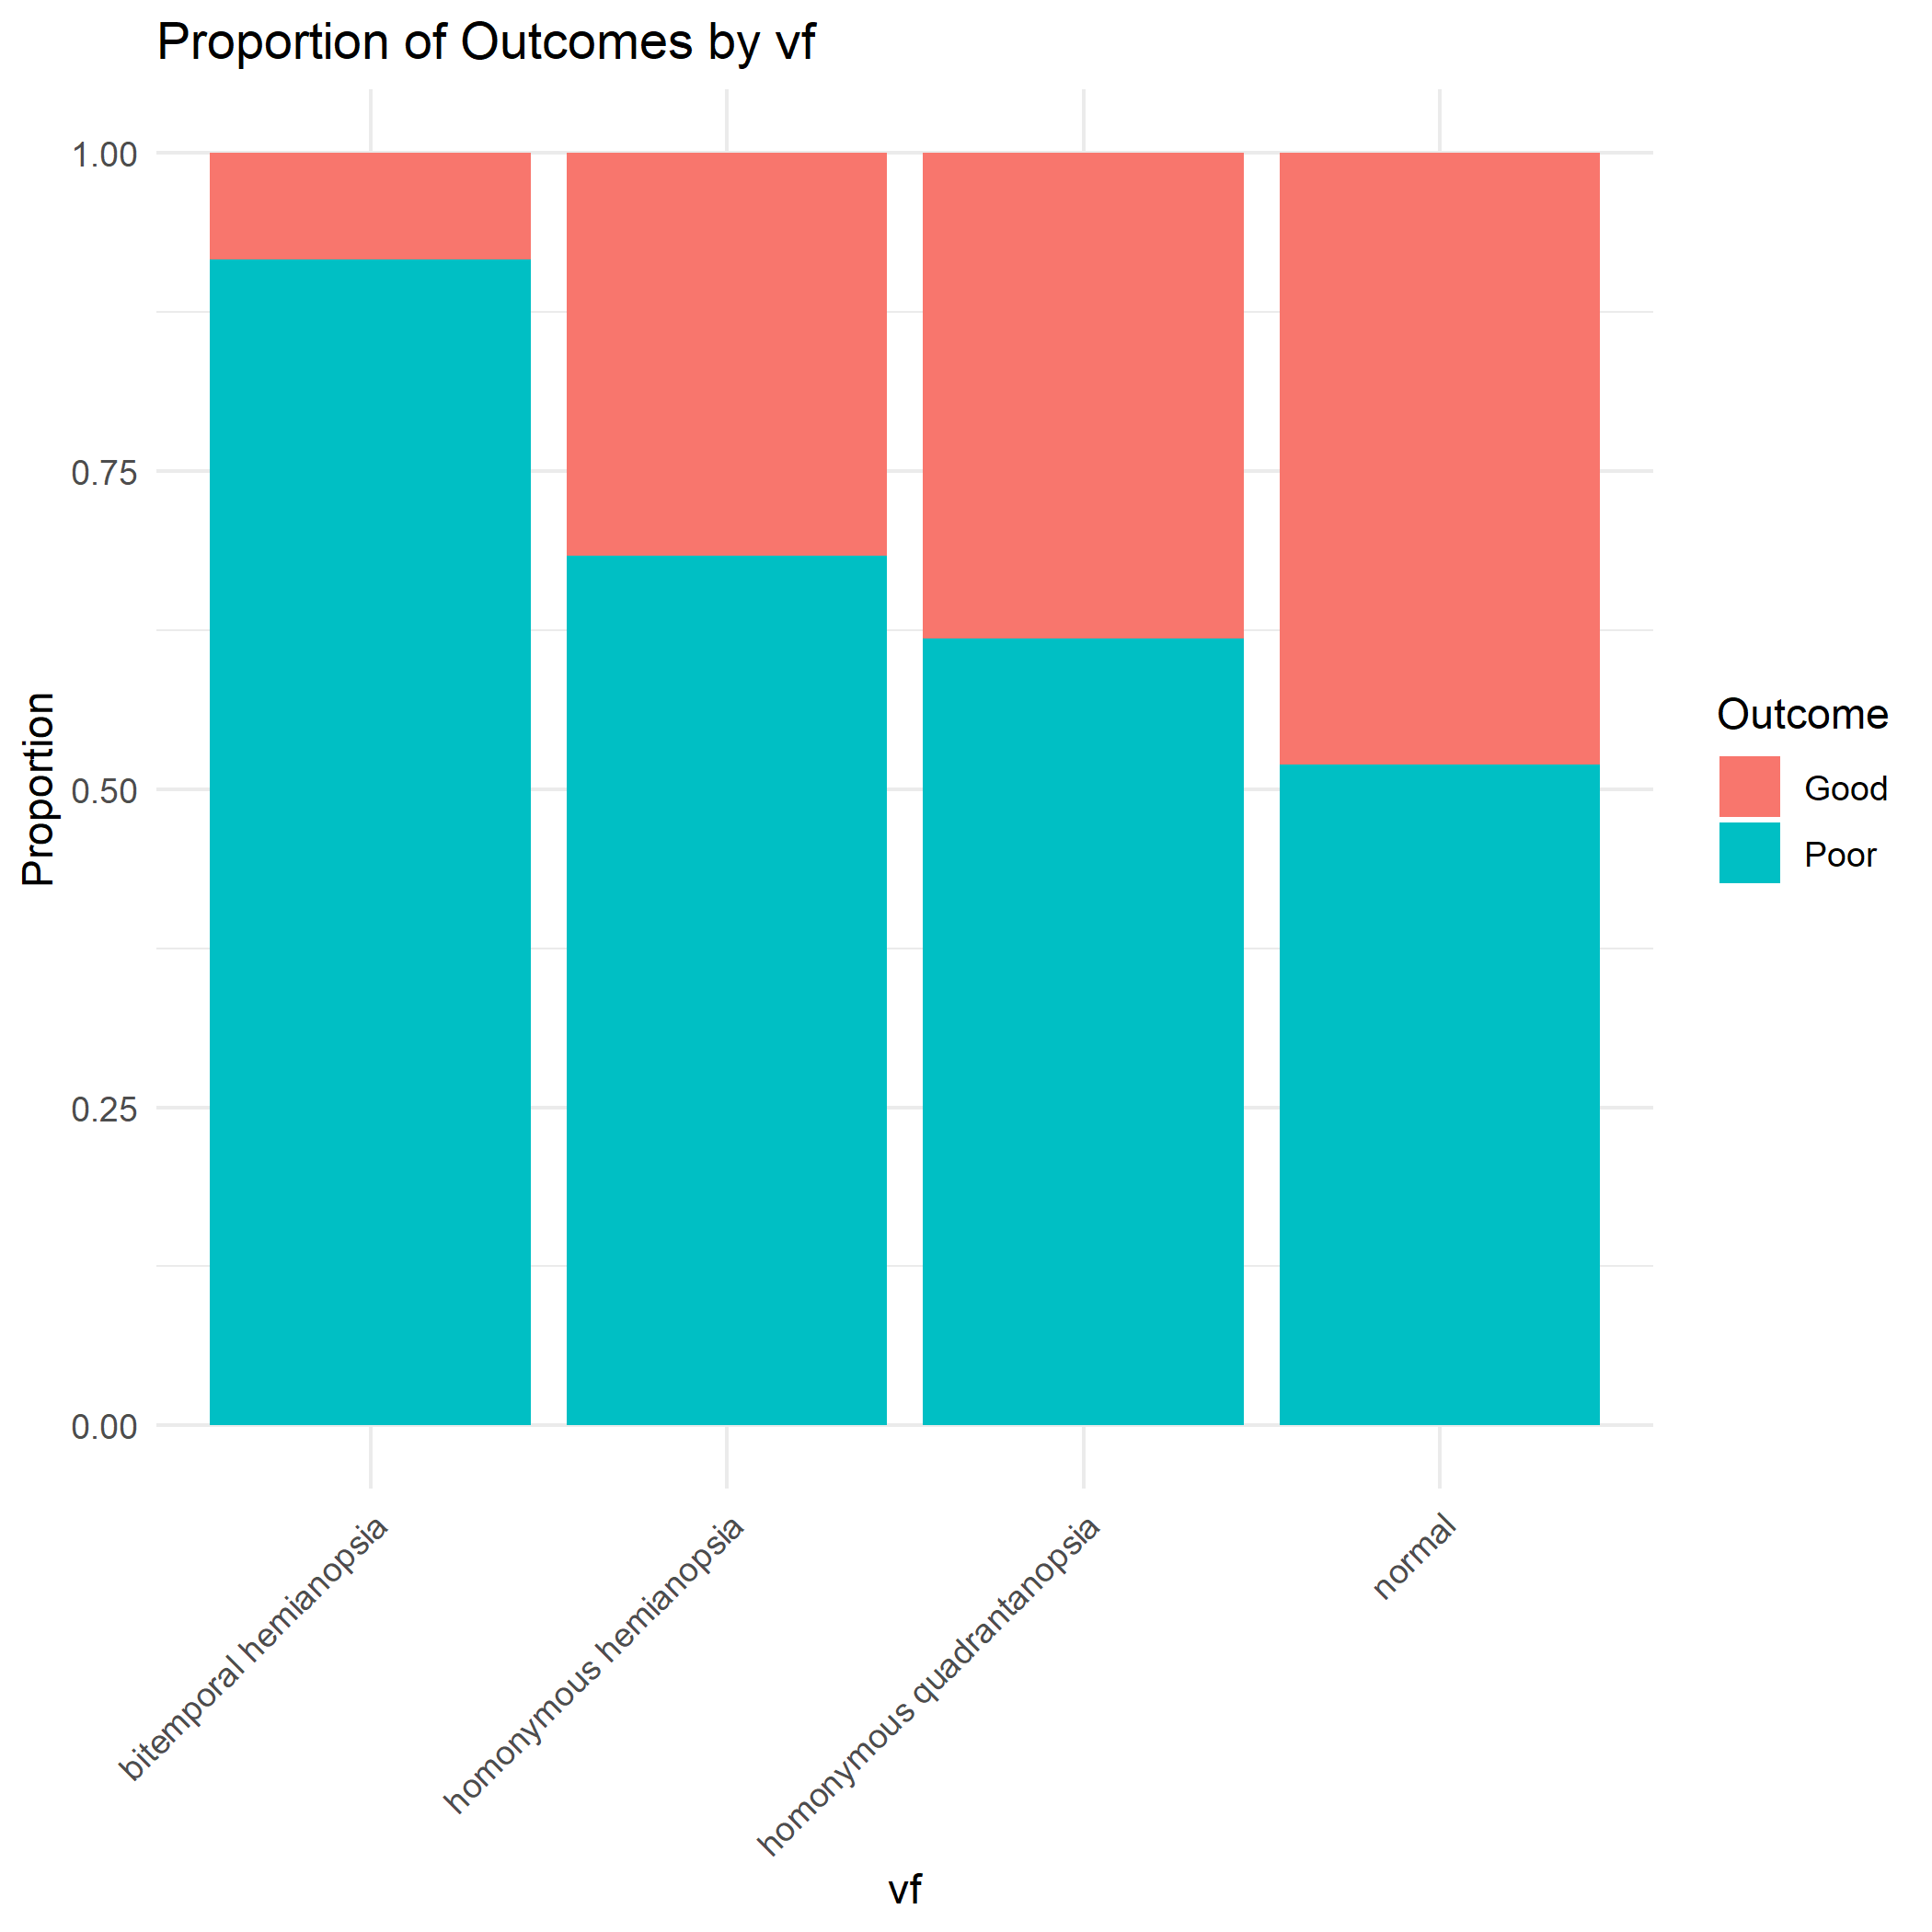 Proportion of Outcomes by vf
Proportion
1.00
0.75
0.50
0.25
0.00
bitemporal hemianopsia
homonymous hemianopsia
homonymous quadrantanopsia
normal
vf
Outcome
Good
Poor